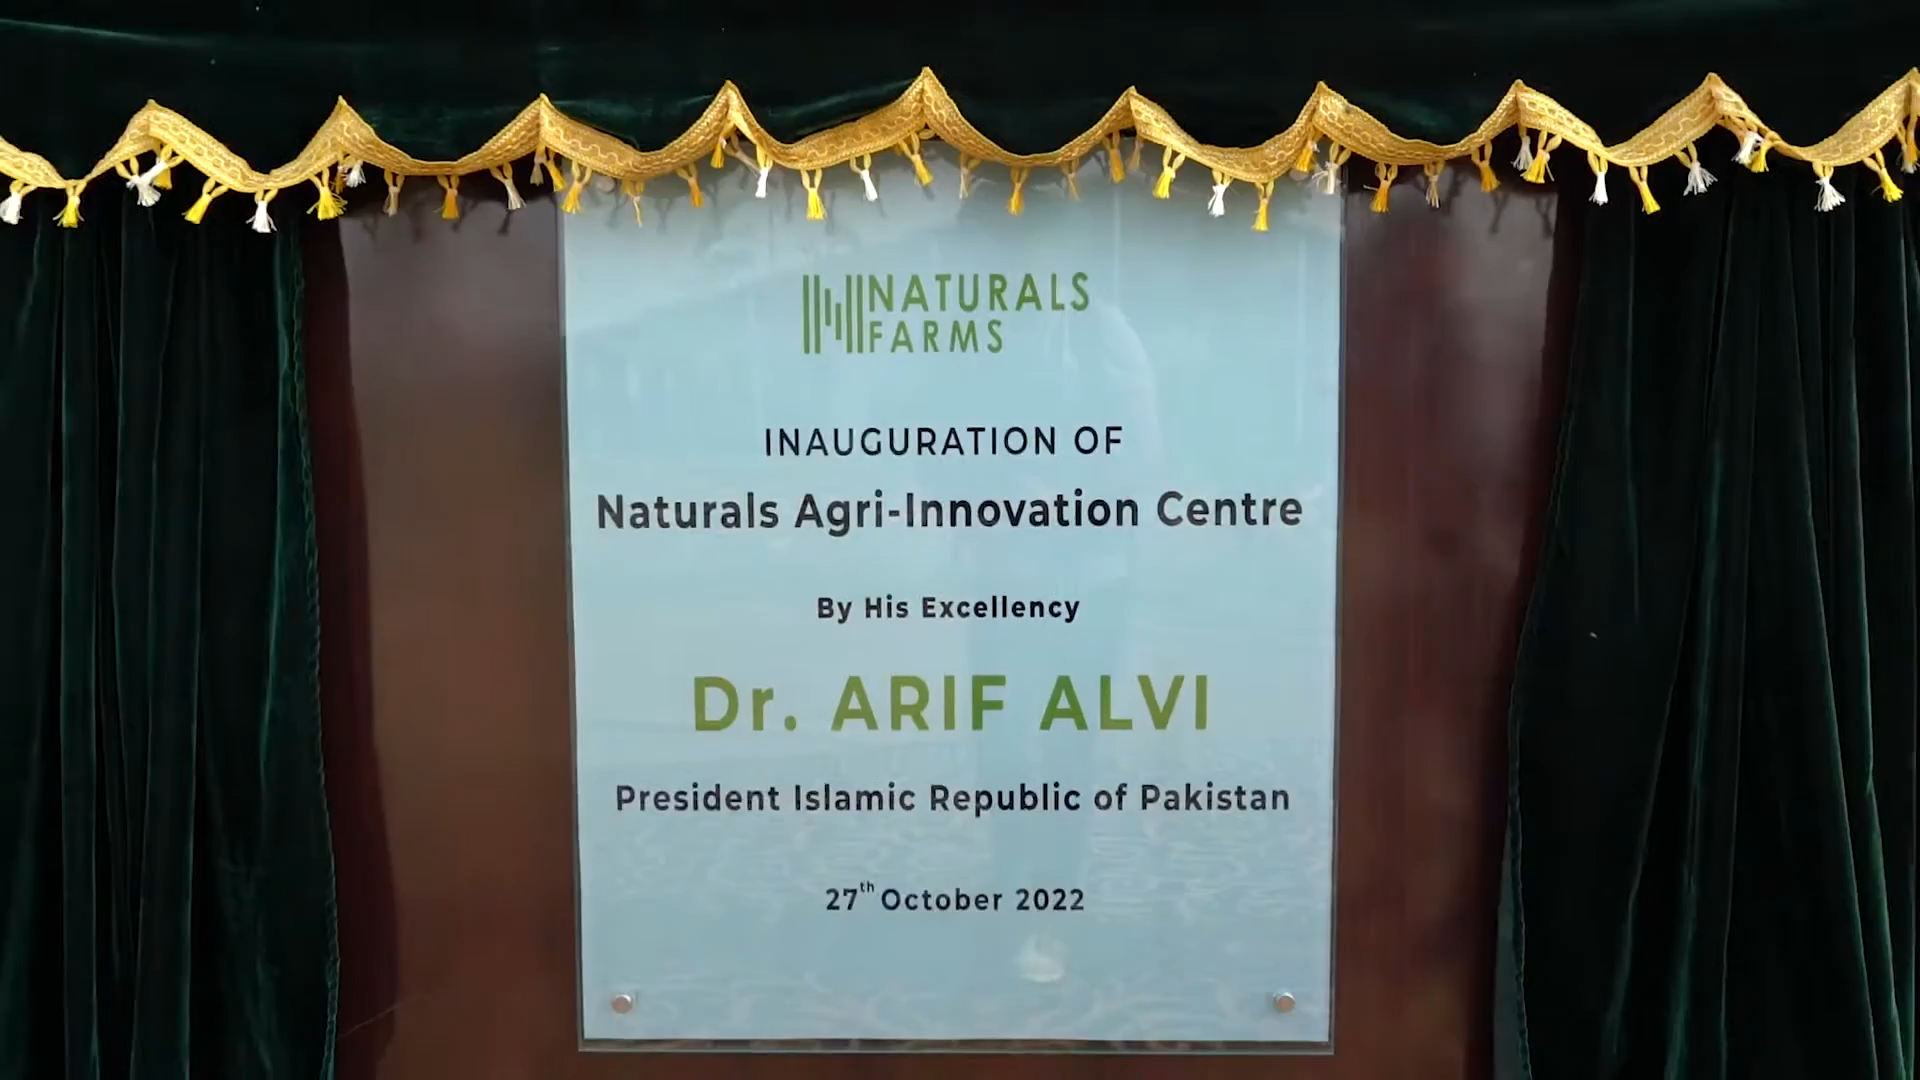 NATURALS
FARMS
INAUGURATION OF
Naturals Agri-Innovation Centre
By His Excellency
Dr. ARIF ALVI
President Islamic Republic of Pakistan
27th October 2022